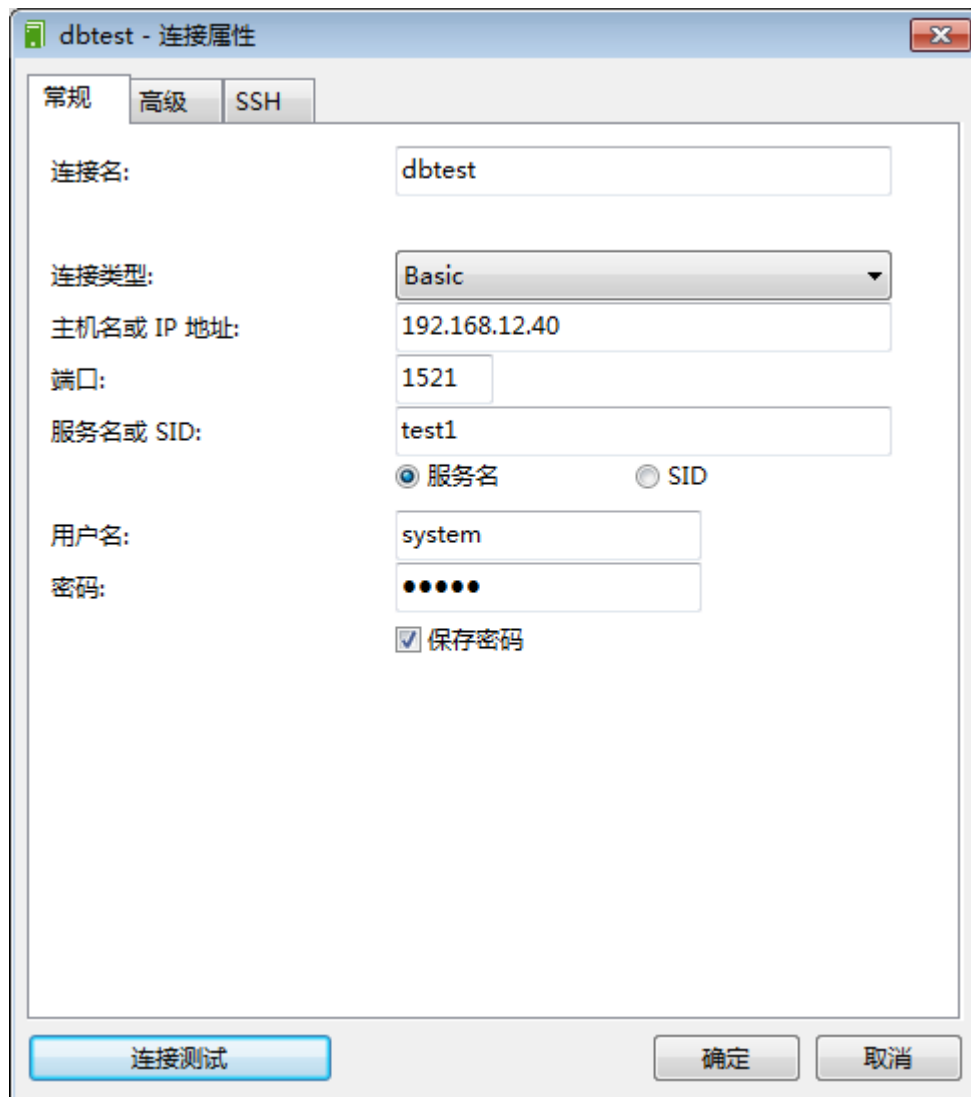 dbtest - 连接属性
常规 高级 SSH
连接名: dbtest
连接类型: Basic
主机名或 IP 地址: 192.168.12.40
端口: 1521
服务名或 SID: test1
服务名 SID
用户名: system
密码: •••••
保存密码
连接测试 确定 取消